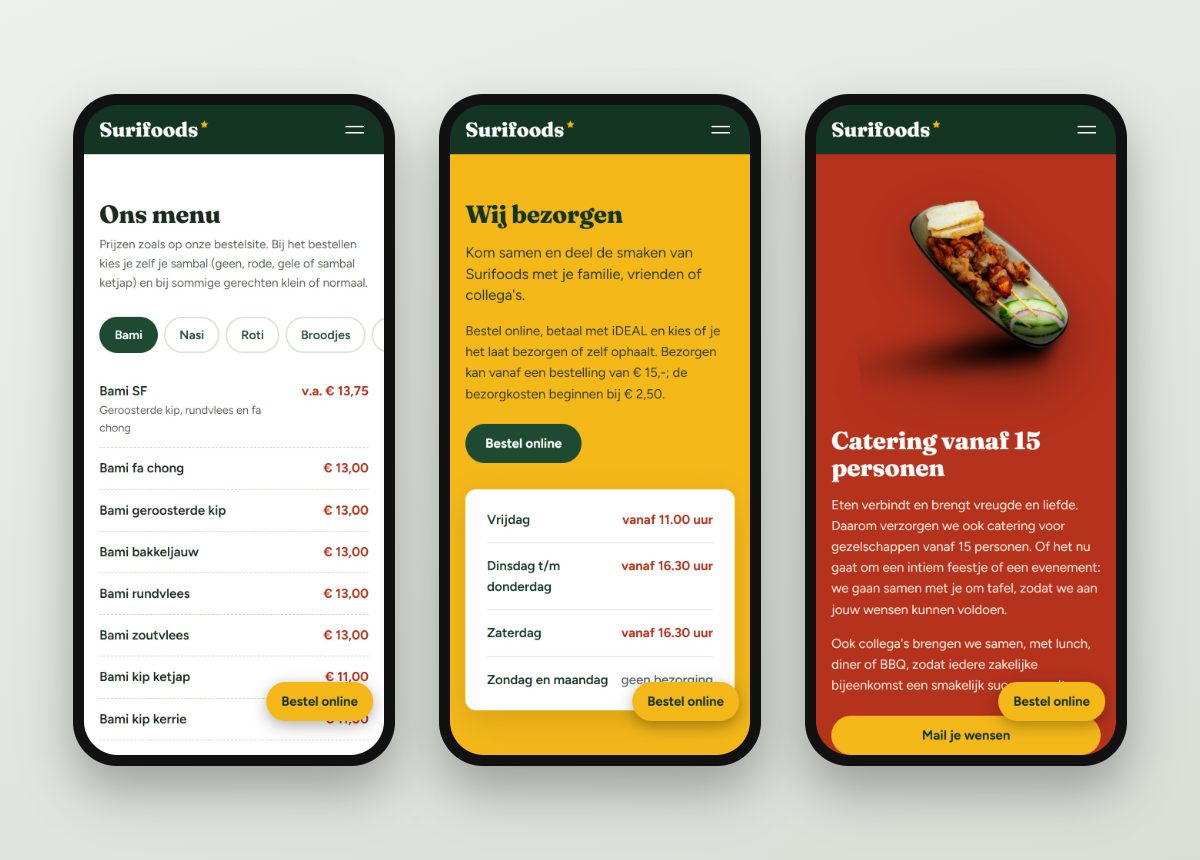 Surifoods
Ons menu
Prijzen zoals op onze bestelsite. Bij het bestellen
kies je zelf je sambal (geen, rode, gele of sambal
ketjap) en bij sommige gerechten klein of normaal.
Bami Nasi Roti Broodjes
Bami SF v.a. € 13,75
Geroosterde kip, rundvlees en fa
chong
Bami fa chong € 13,00
Bami geroosterde kip € 13,00
Bami bakkeljauw € 13,00
Bami rundvlees € 13,00
Bami zoutvlees € 13,00
Bami kip ketjap € 11,00
Bestel online
Bami kip kerrie
Surifoods
Wij bezorgen
Kom samen en deel de smaken van
Surifoods met je familie, vrienden of
collega's.
Bestel online, betaal met iDEAL en kies of je
het laat bezorgen of zelf ophaalt. Bezorgen
kan vanaf een bestelling van € 15,-; de
bezorgkosten beginnen bij € 2,50.
Bestel online
Vrijdag vanaf 11.00 uur
Dinsdag t/m vanaf 16.30 uur
donderdag
Zaterdag vanaf 16.30 uur
Zondag en maandag geen bezorging
Bestel online
Surifoods
Catering vanaf 15
personen
Eten verbindt en brengt vreugde en liefde.
Daarom verzorgen we ook catering voor
gezelschappen vanaf 15 personen. Of het nu
gaat om een intiem feestje of een evenement:
we gaan samen met je om tafel, zodat we aan
jouw wensen kunnen voldoen.
Ook collega's brengen we samen, met lunch,
diner of BBQ, zodat iedere zakelijke
bijeenkomst een smakelijk
Bestel online
Mail je wensen